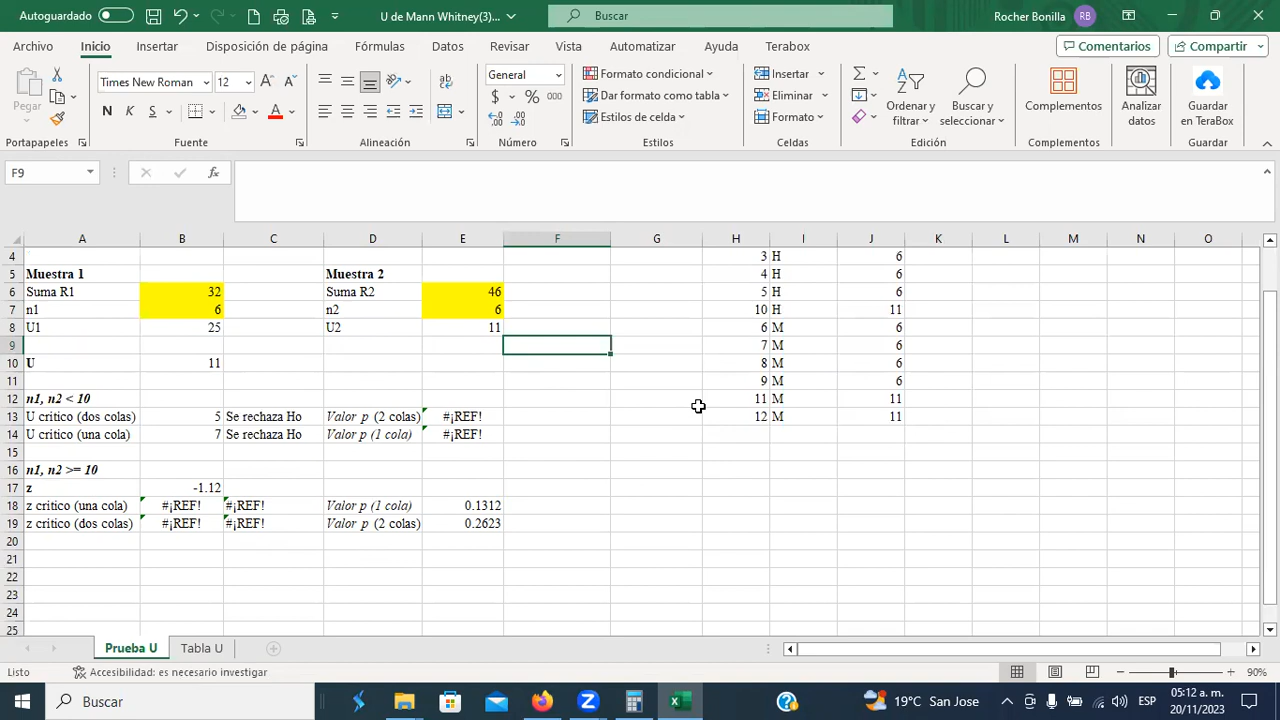 Autoguardado
U de Mann Whitney(3)...
Buscar
Rocher Bonilla
RB
Archivo Inicio Insertar Disposición de página Fórmulas Datos Revisar Vista Automatizar Ayuda Terabox
Comentarios
Compartir
Pegar
Portapapeles
Times New Roman 12
N K S
Fuente
Alineación
General
$ % 000
Número
Formato condicional
Dar formato como tabla
Estilos de celda
Estilos
Insertar
Eliminar
Formato
Celdas
Ordenar y filtrar
Buscar y seleccionar
Edición
Complementos
Complementos
Analizar datos
Guardar en TeraBox
Guardar
F9
fx
A B C D E F G H I J K L M N O
4 3 H 6
5 Muestra 1 Muestra 2 4 H 6
6 Suma R1 32 Suma R2 46 5 H 6
7 n1 6 n2 6 10 H 11
8 U1 25 U2 11 6 M 6
9 7 M 6
10 U 11 8 M 6
11 9 M 6
12 n1, n2 < 10 11 M 11
13 U critico (dos colas) 5 Se rechaza Ho Valor p (2 colas) #¡REF! 12 M 11
14 U critico (una cola) 7 Se rechaza Ho Valor p (1 cola) #¡REF!
15
16 n1, n2 >= 10
17 z -1.12
18 z critico (una cola) #¡REF! #¡REF! Valor p (1 cola) 0.1312
19 z critico (dos colas) #¡REF! #¡REF! Valor p (2 colas) 0.2623
20
21
22
23
24
25
Prueba U Tabla U
Listo
Accesibilidad: es necesario investigar
90%
Buscar
19°C San Jose
ESP
05:12 a. m.
20/11/2023